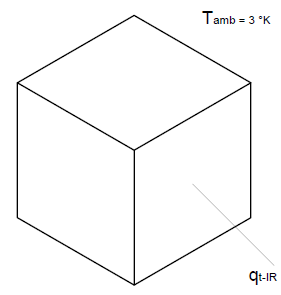 Tamb = 3 °K
qt-IR